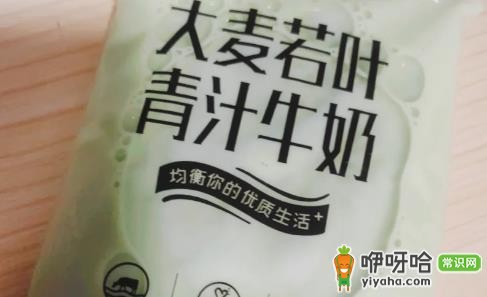 大麦若叶
青汁牛奶
均衡你的优质生活+
咿呀哈 常识网
yiyaha.com